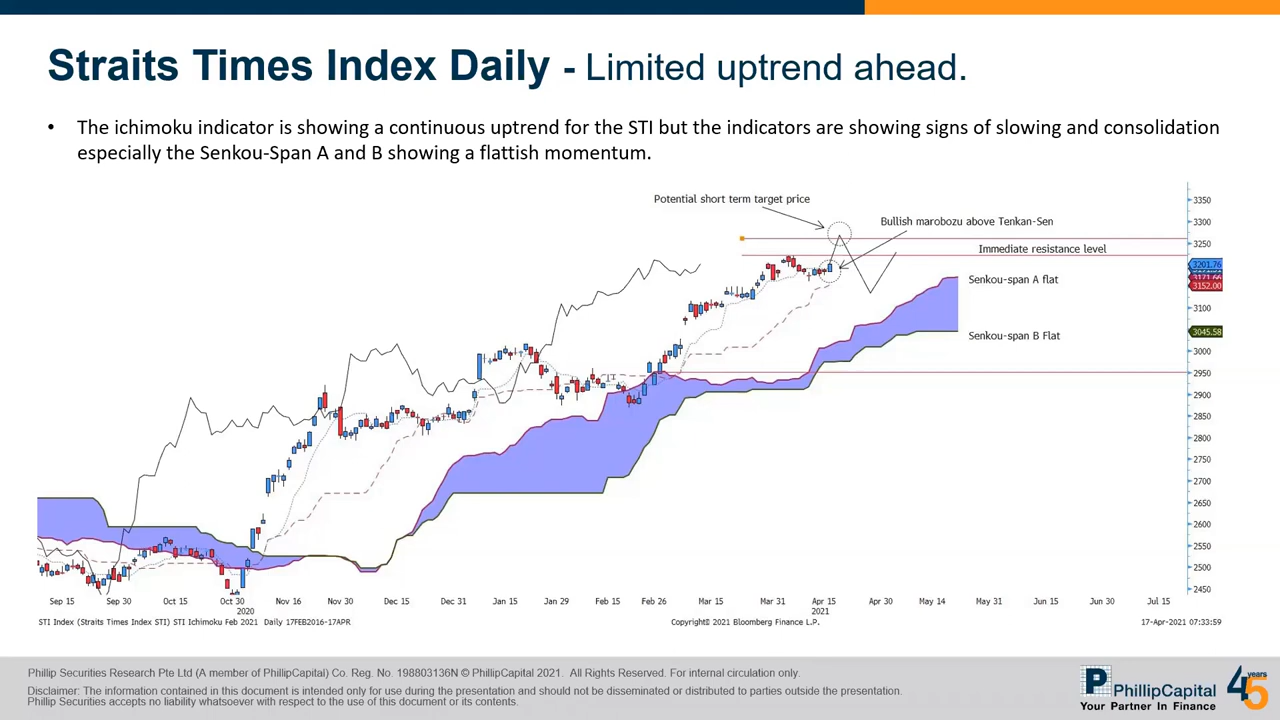 Straits Times Index Daily - Limited uptrend ahead.
• The ichimoku indicator is showing a continuous uptrend for the STI but the indicators are showing signs of slowing and consolidation
especially the Senkou-Span A and B showing a flattish momentum.
Potential short term target price
Bullish marobozu above Tenkan-Sen
Immediate resistance level
Senkou-span A flat
Senkou-span B Flat
3350
3300
3250
3201.76
3152.00
3100
3045.58
3000
2950
2900
2850
2800
2750
2700
2650
2600
2550
2500
2450
Sep 15 Sep 30 Oct 15 Oct 30 Nov 16 Nov 30 Dec 15 Dec 31 Jan 15 Jan 29 Feb 15 Feb 26 Mar 15 Mar 31 Apr 15 Apr 30 May 14 May 31 Jun 15 Jun 30 Jul 15
2020 2021
STI Index (Straits Times Index STI) STI Ichimoku Feb 2021 Daily 17FEB2016-17APR Copyright© 2021 Bloomberg Finance L.P. 17-Apr-2021 07:33:59
Phillip Securities Research Pte Ltd (A member of PhillipCapital) Co. Reg. No. 198803136N © PhillipCapital 2021. All Rights Reserved. For internal circulation only.
Disclaimer: The information contained in this document is intended only for use during the presentation and should not be disseminated or distributed to parties outside the presentation.
Phillip Securities accepts no liability whatsoever with respect to the use of this document or its contents.
P PhillipCapital
Your Partner In Finance
45 years